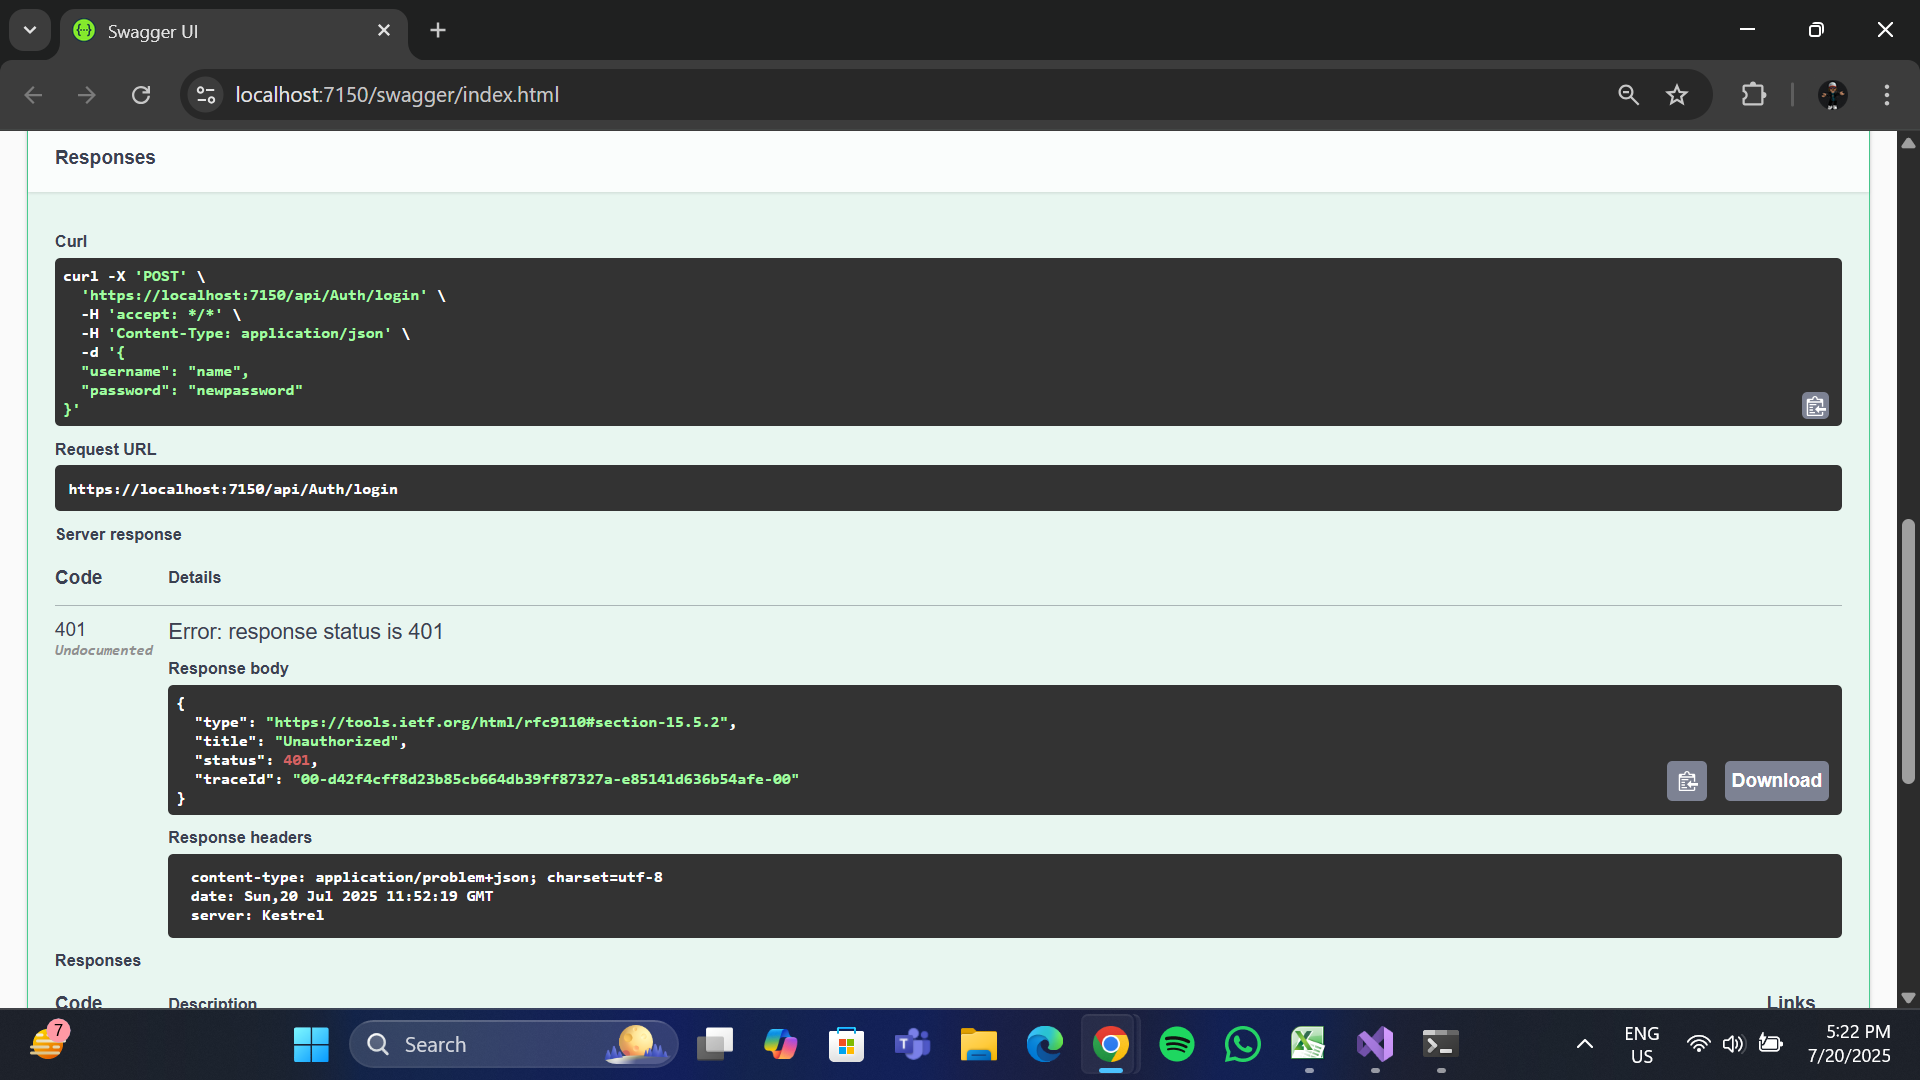 Swagger UI
localhost:7150/swagger/index.html
Responses
Curl
curl -X 'POST' \
'https://localhost:7150/api/Auth/login' \
-H 'accept: */*' \
-H 'Content-Type: application/json' \
-d '{
"username": "name",
"password": "newpassword"
}'
Request URL
https://localhost:7150/api/Auth/login
Server response
Code Details
401 Error: response status is 401
Undocumented
Response body
{
"type": "https://tools.ietf.org/html/rfc9110#section-15.5.2",
"title": "Unauthorized",
"status": 401,
"traceId": "00-d42f4cff8d23b85cb664db39ff87327a-e85141d636b54afe-00"
}
Download
Response headers
content-type: application/problem+json; charset=utf-8
date: Sun,20 Jul 2025 11:52:19 GMT
server: Kestrel
Responses
Code Description Links
7
Search
ENG
US
5:22 PM
7/20/2025